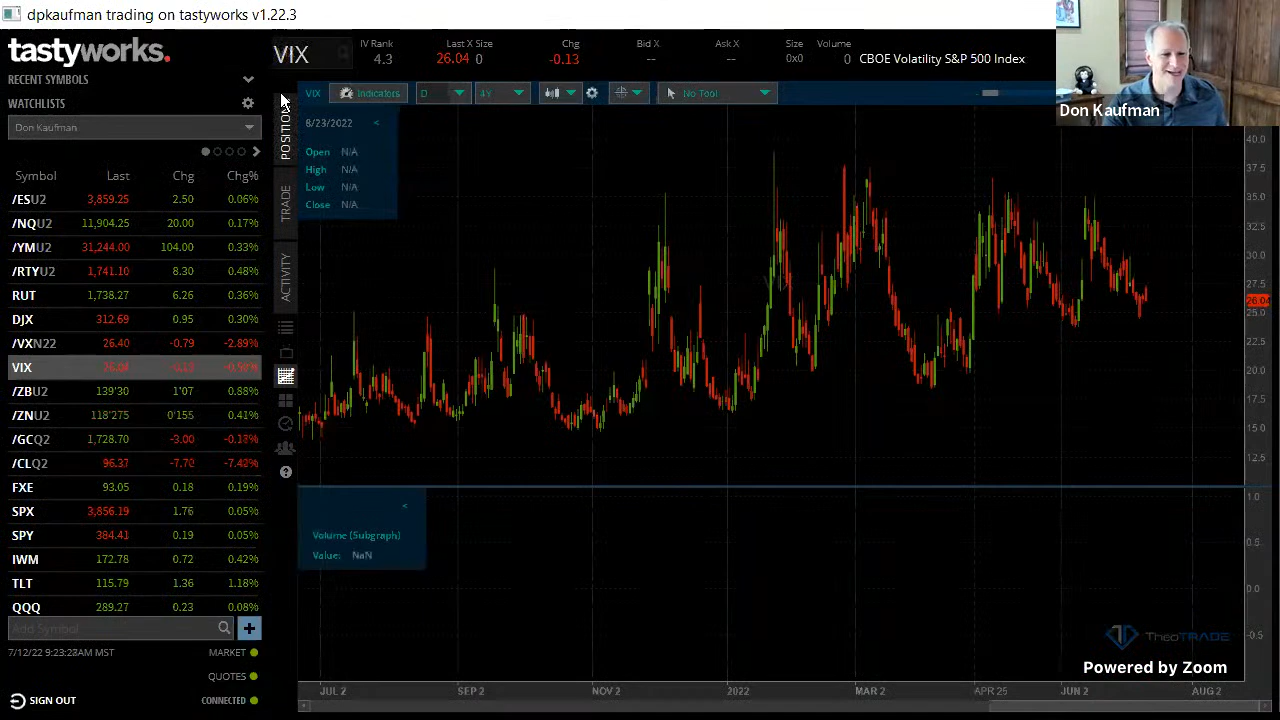 dpkaufman trading on tastyworks v1.22.3
tastyworks.
RECENT SYMBOLS
WATCHLISTS
Don Kaufman
Symbol Last Chg Chg%
/ESU2 3,859.25 2.50 0.06%
/NQU2 11,904.25 20.00 0.17%
/YMU2 31,244.00 104.00 0.33%
/RTYU2 1,741.10 8.30 0.48%
RUT 1,738.27 6.26 0.36%
DJX 312.69 0.95 0.30%
/VXN22 26.40 -0.79 -2.89%
VIX 26.04 -0.13
/ZBU2 139'30 1'07 0.88%
/ZNU2 118'275 0'155 0.41%
/GCQ2 1,728.70 -3.00 -0.18%
/CLQ2 96.37 -7.72 -7.42%
FXE 93.05 0.18 0.19%
SPX 3,856.19 1.76 0.05%
SPY 384.41 0.19 0.05%
IWM 172.78 0.72 0.42%
TLT 115.79 1.36 1.18%
QQQ 289.27 0.23 0.08%
Add Symbol
7/12/22 9:23:22AM MST MARKET
QUOTES
SIGN OUT CONNECTED
TRADE
ACTIVITY
VIX
IV Rank Last X Size Chg Bid X Ask X Size Volume
4.3 26.04 0 -0.13 -- -- 0x0 0 CBOE Volatility S&P 500 Index
VIX Indicators D 4Y No Tool
8/23/2022 <
Open N/A
High N/A
Low N/A
Close N/A
40.0
37.5
35.0
32.5
30.0
27.5
26.04
25.0
22.5
20.0
17.5
15.0
12.5
<
Volume (Subgraph)
Value: NaN
1.0
0.5
0.0
-0.5
JUL 2 SEP 2 NOV 2 2022 MAR 2 APR 25 JUN 2 AUG 2
Don Kaufman
THEOTRADE
Powered by Zoom